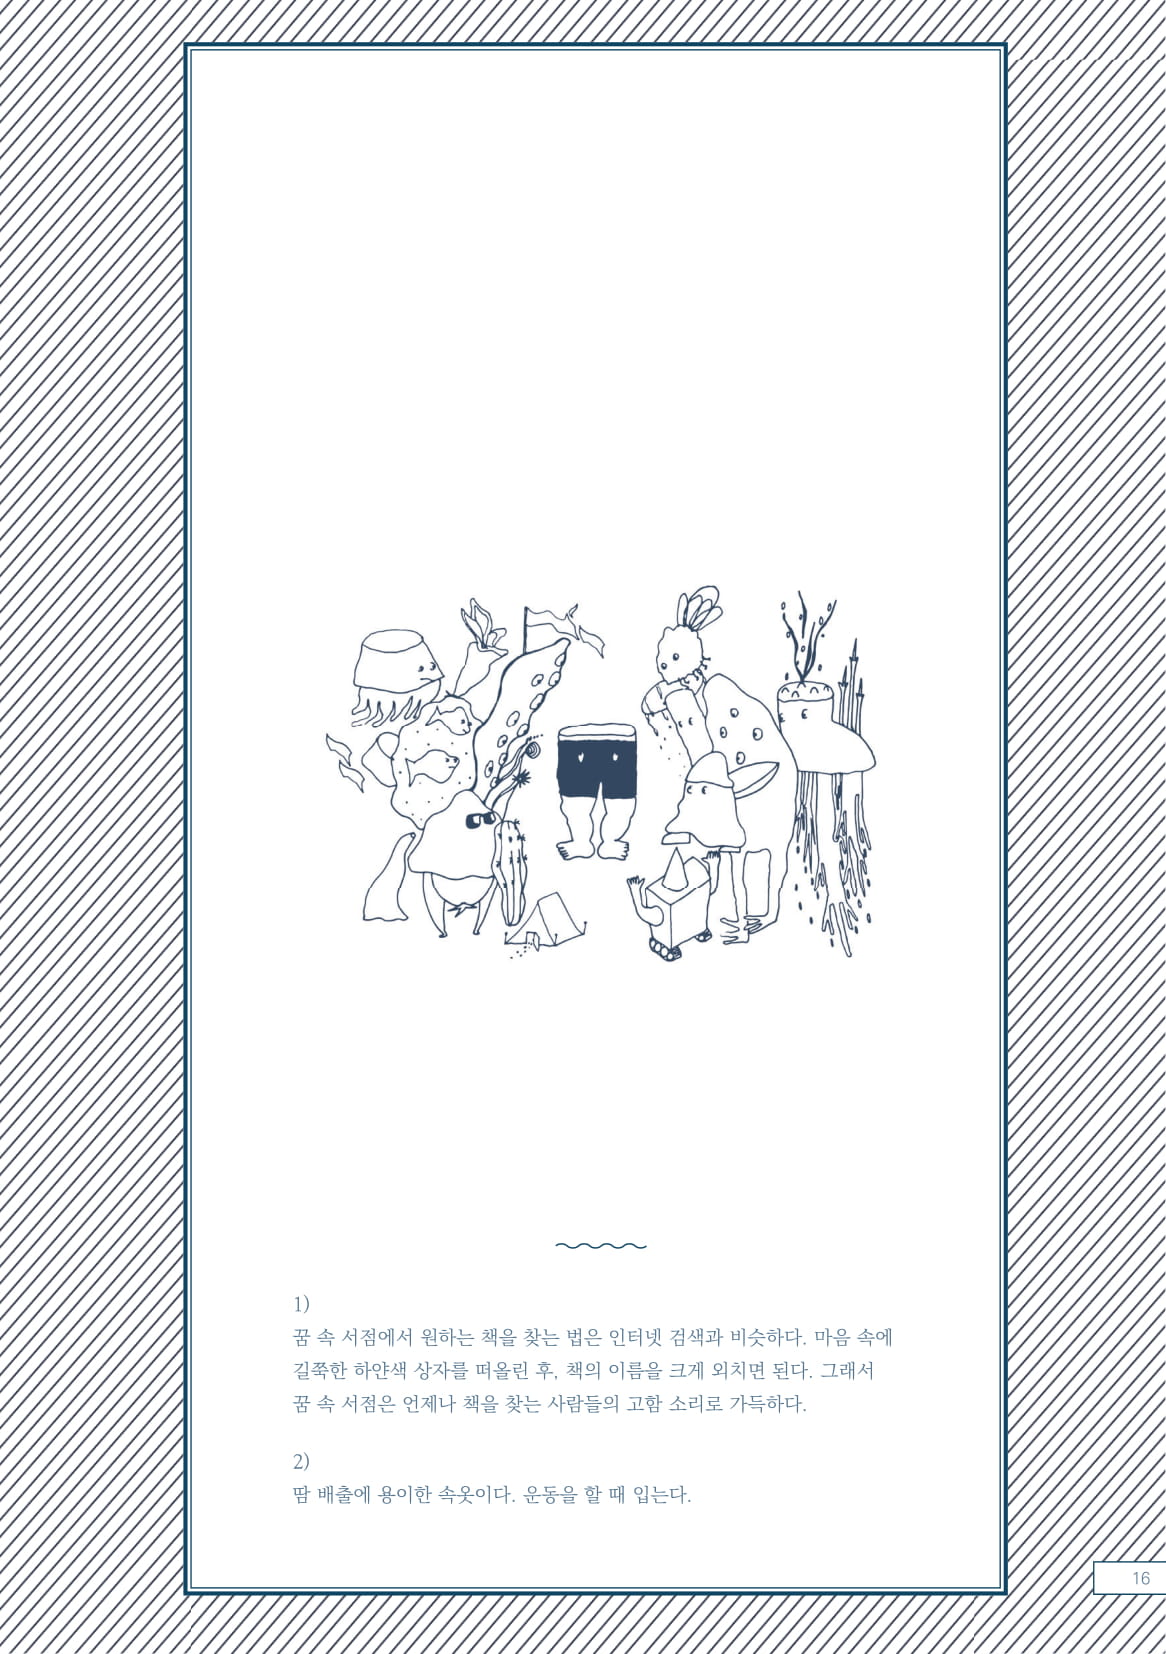 1)
꿈 속 서점에서 원하는 책을 찾는 법은 인터넷 검색과 비슷하다. 마음 속에
길쭉한 하얀색 상자를 떠올린 후, 책의 이름을 크게 외치면 된다. 그래서
꿈 속 서점은 언제나 책을 찾는 사람들의 고함 소리로 가득하다.
2)
땀 배출에 용이한 속옷이다. 운동을 할 때 입는다.
16